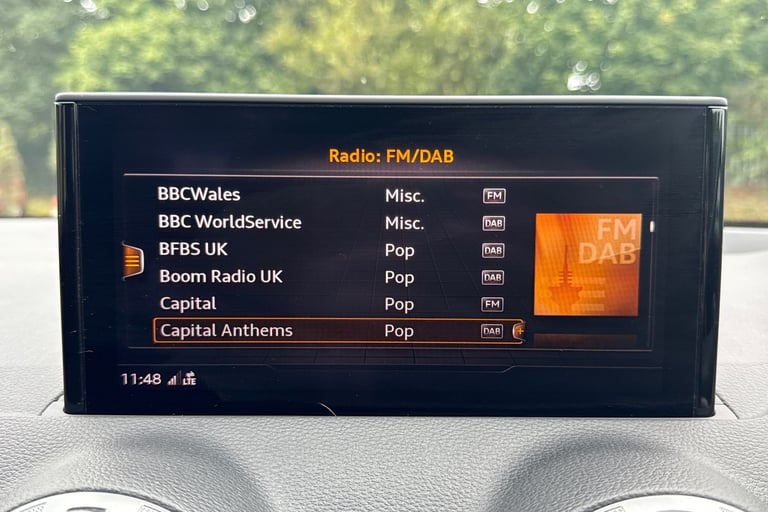 Radio: FM/DAB
BBCWales Misc. FM
BBC WorldService Misc. DAB
BFBS UK Pop DAB
Boom Radio UK Pop DAB
Capital Pop FM
Capital Anthems Pop DAB
FM
DAB
11:48 LTE